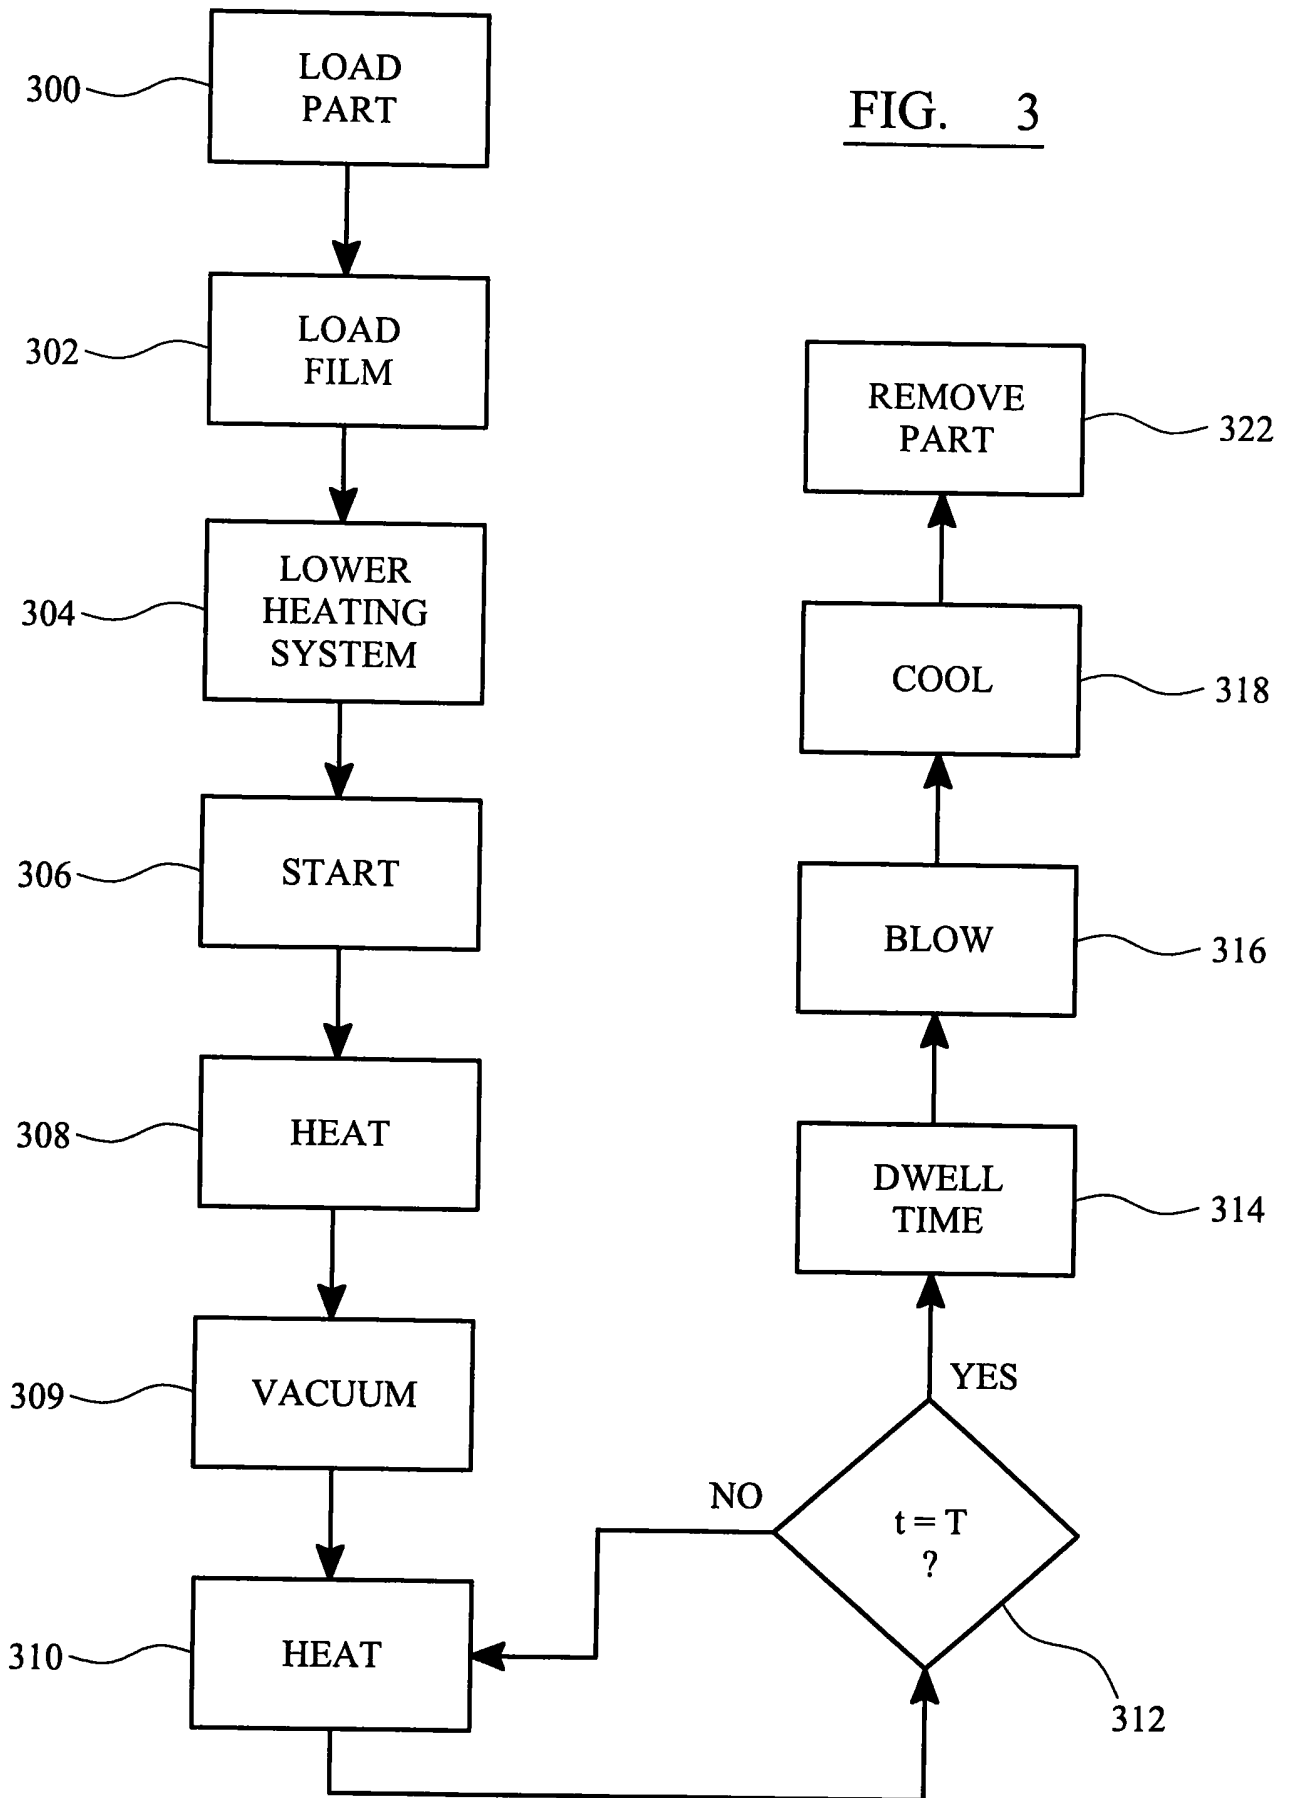 FIG. 3
300
LOAD
PART
302
LOAD
FILM
304
LOWER
HEATING
SYSTEM
306
START
308
HEAT
309
VACUUM
310
HEAT
NO
t = T
?
312
YES
DWELL
TIME
314
BLOW
316
COOL
318
REMOVE
PART
322